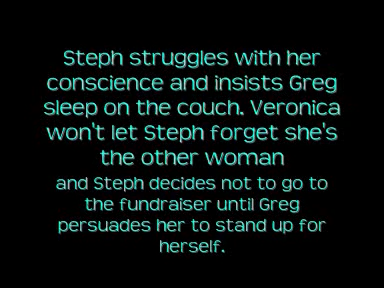 Steph struggles with her
conscience and insists Greg
sleep on the couch. Veronica
won't let Steph forget she's
the other woman
and Steph decides not to go to
the fundraiser until Greg
persuades her to stand up for
herself.